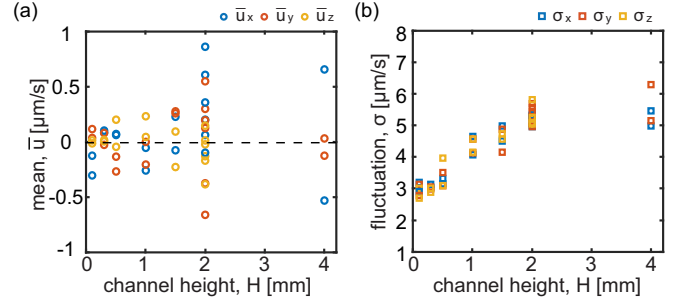 (a)
u̅x u̅y u̅z
1
0.5
0
-0.5
-1
mean, u̅ [µm/s]
0 1 2 3 4
channel height, H [mm]
(b)
σx σy σz
8
7
6
5
4
3
2
1
fluctuation, σ [µm/s]
0 1 2 3 4
channel height, H [mm]